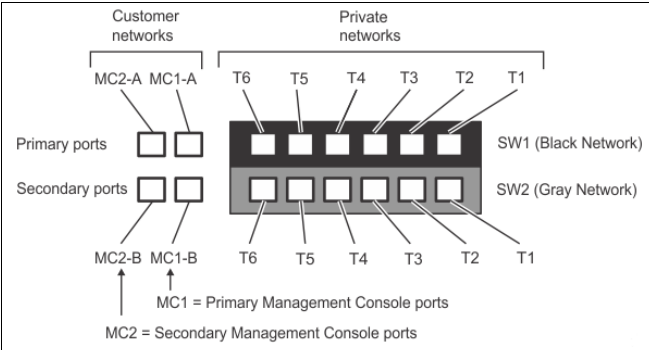 Customer
networks
Private
networks
MC2-A MC1-A T6 T5 T4 T3 T2 T1
Primary ports SW1 (Black Network)
Secondary ports SW2 (Gray Network)
MC2-B MC1-B T6 T5 T4 T3 T2 T1
MC1 = Primary Management Console ports
MC2 = Secondary Management Console ports